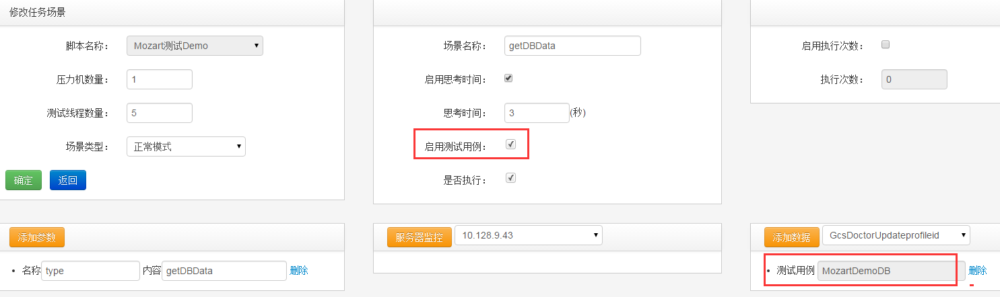 修改任务场景
脚本名称： Mozart测试Demo
压力机数量： 1
测试线程数量： 5
场景类型： 正常模式
确定 返回
场景名称： getDBData
启用思考时间：
思考时间： 3 (秒)
启用测试用例：
是否执行：
启用执行次数：
执行次数： 0
添加参数
名称 type 内容 getDBData 删除
服务器监控 10.128.9.43
添加数据 GcsDoctorUpdateprofileid
测试用例 MozartDemoDB 删除